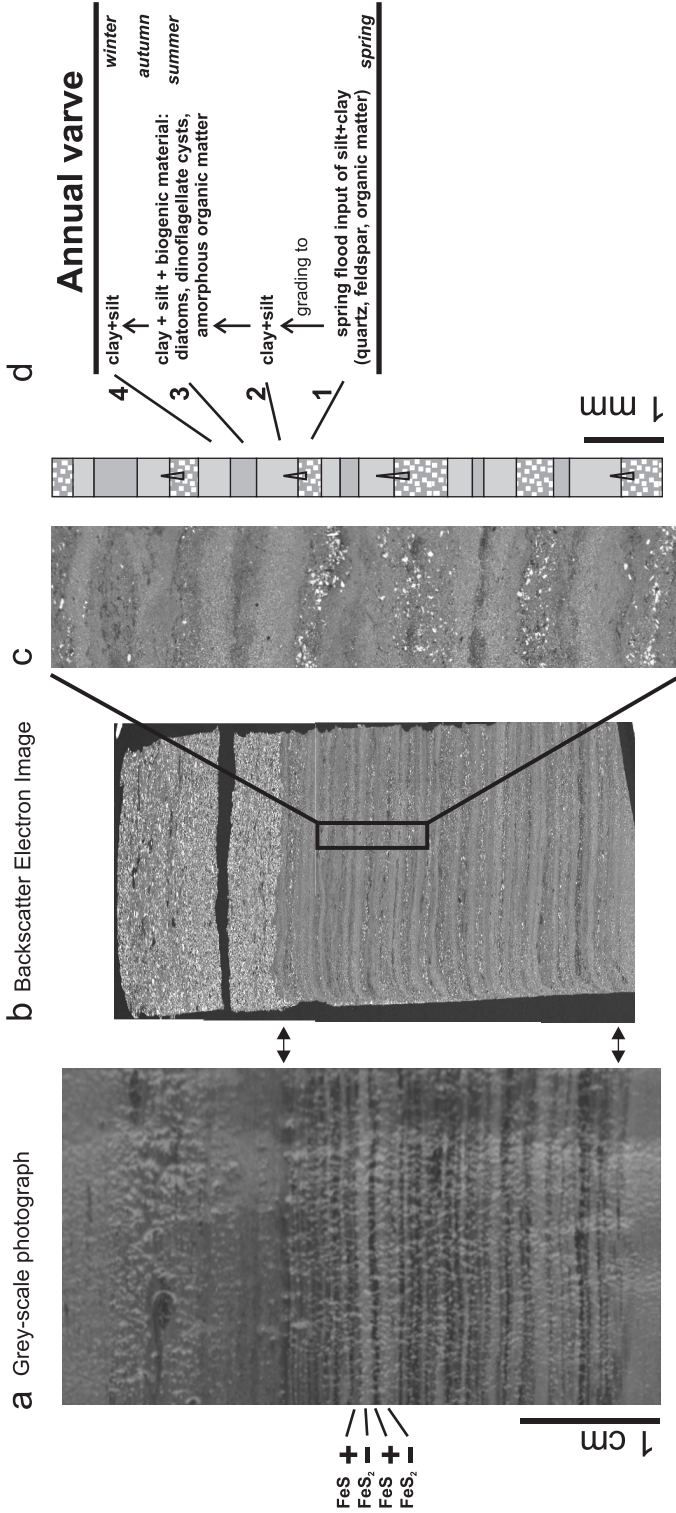 a Grey-scale photograph
FeS +
FeS₂ -
FeS +
FeS₂ -
1 cm
b Backscatter Electron Image
c
d
Annual varve
4 clay+silt winter
autumn
3 clay + silt + biogenic material: summer
diatoms, dinoflagellate cysts,
amorphous organic matter
2 clay+silt
grading to
1 spring flood input of silt+clay
(quartz, feldspar, organic matter) spring
1 mm